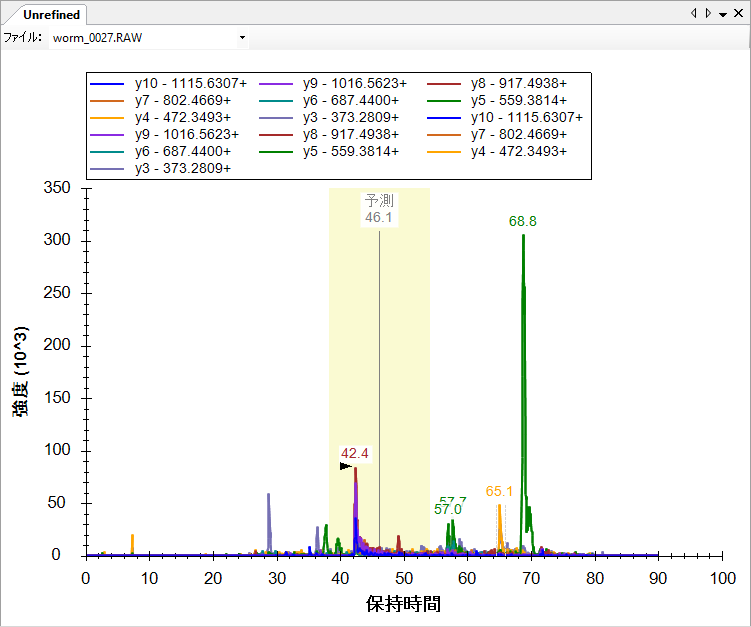 Unrefined
ファイル: worm_0027.RAW
y10 - 1115.6307+ y9 - 1016.5623+ y8 - 917.4938+
y7 - 802.4669+ y6 - 687.4400+ y5 - 559.3814+
y4 - 472.3493+ y3 - 373.2809+ y10 - 1115.6307+
y9 - 1016.5623+ y8 - 917.4938+ y7 - 802.4669+
y6 - 687.4400+ y5 - 559.3814+ y4 - 472.3493+
y3 - 373.2809+
350
予測
46.1
68.8
300
250
200
強度 (10^3)
150
100
42.4
65.1
50
57.7
57.0
0
0 10 20 30 40 50 60 70 80 90 100
保持時間